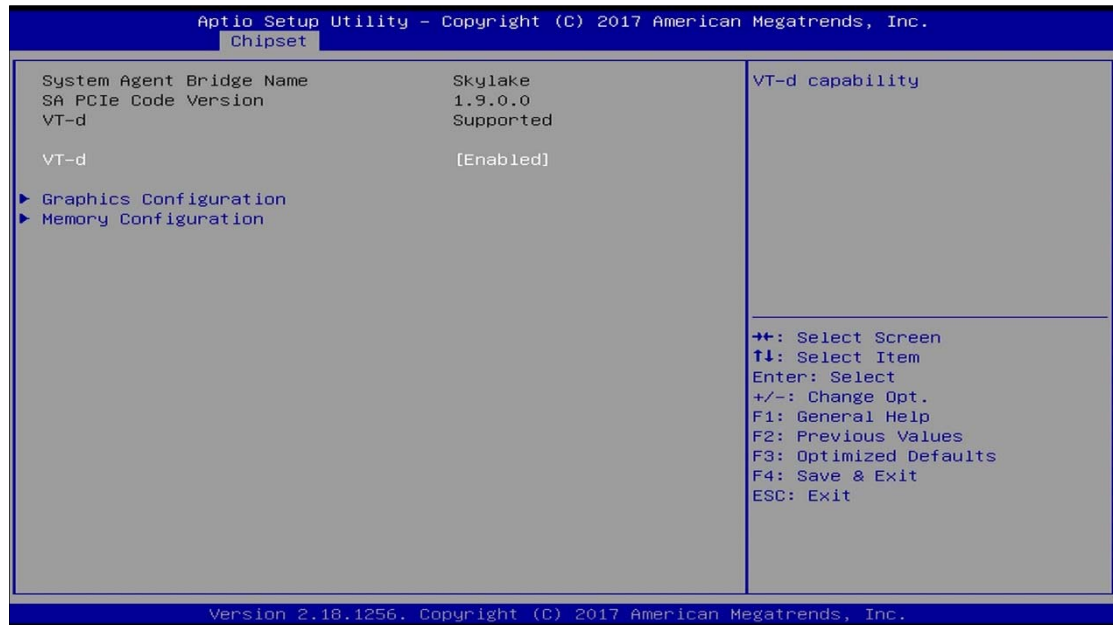 Aptio Setup Utility – Copyright (C) 2017 American Megatrends, Inc.
Chipset
System Agent Bridge Name Skylake
SA PCIe Code Version 1.9.0.0
VT-d Supported
VT-d [Enabled]
▶ Graphics Configuration
▶ Memory Configuration
VT-d capability
→←: Select Screen
↑↓: Select Item
Enter: Select
+/-: Change Opt.
F1: General Help
F2: Previous Values
F3: Optimized Defaults
F4: Save & Exit
ESC: Exit
Version 2.18.1256. Copyright (C) 2017 American Megatrends, Inc.